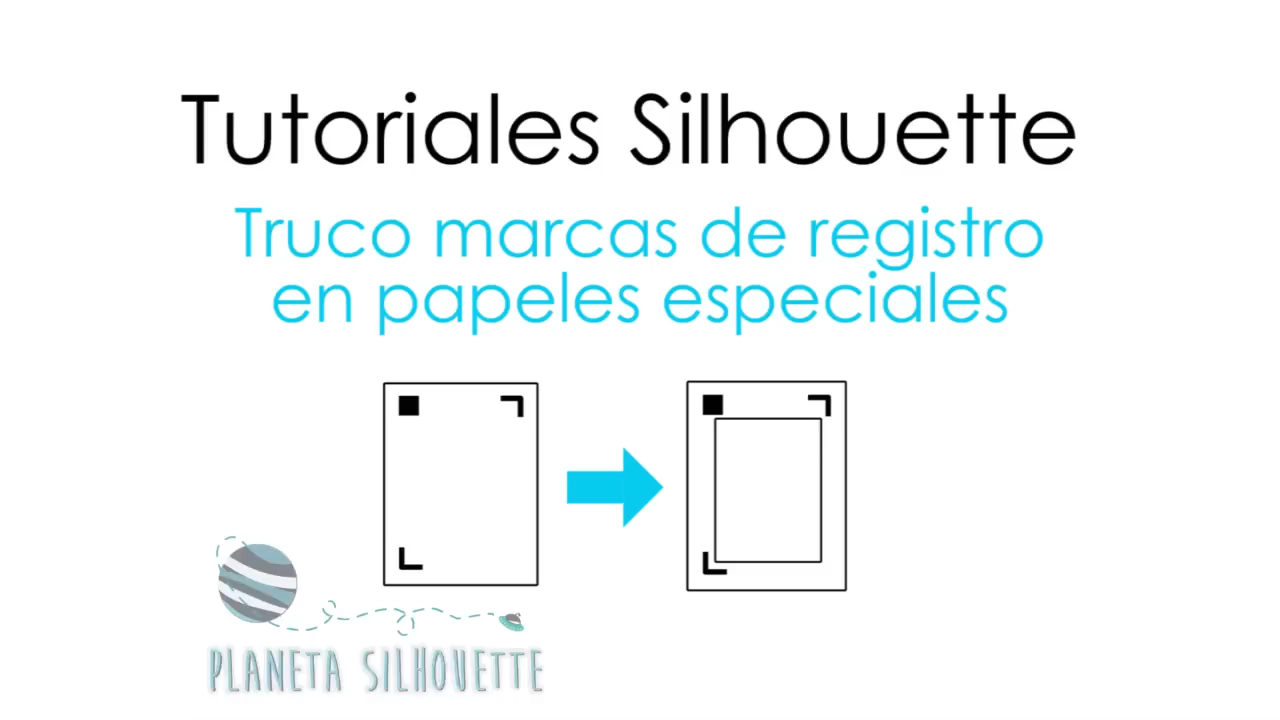 Tutoriales Silhouette
Truco marcas de registro
en papeles especiales
PLANETA SILHOUETTE